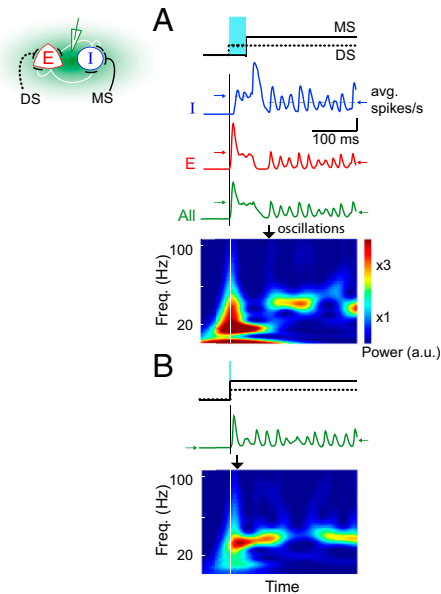 A
MS
DS
E
I
DS
MS
I
avg.
spikes/s
100 ms
E
All
oscillations
100
Freq. (Hz)
20
x3
x1
Power (a.u.)
B
100
Freq. (Hz)
20
Time